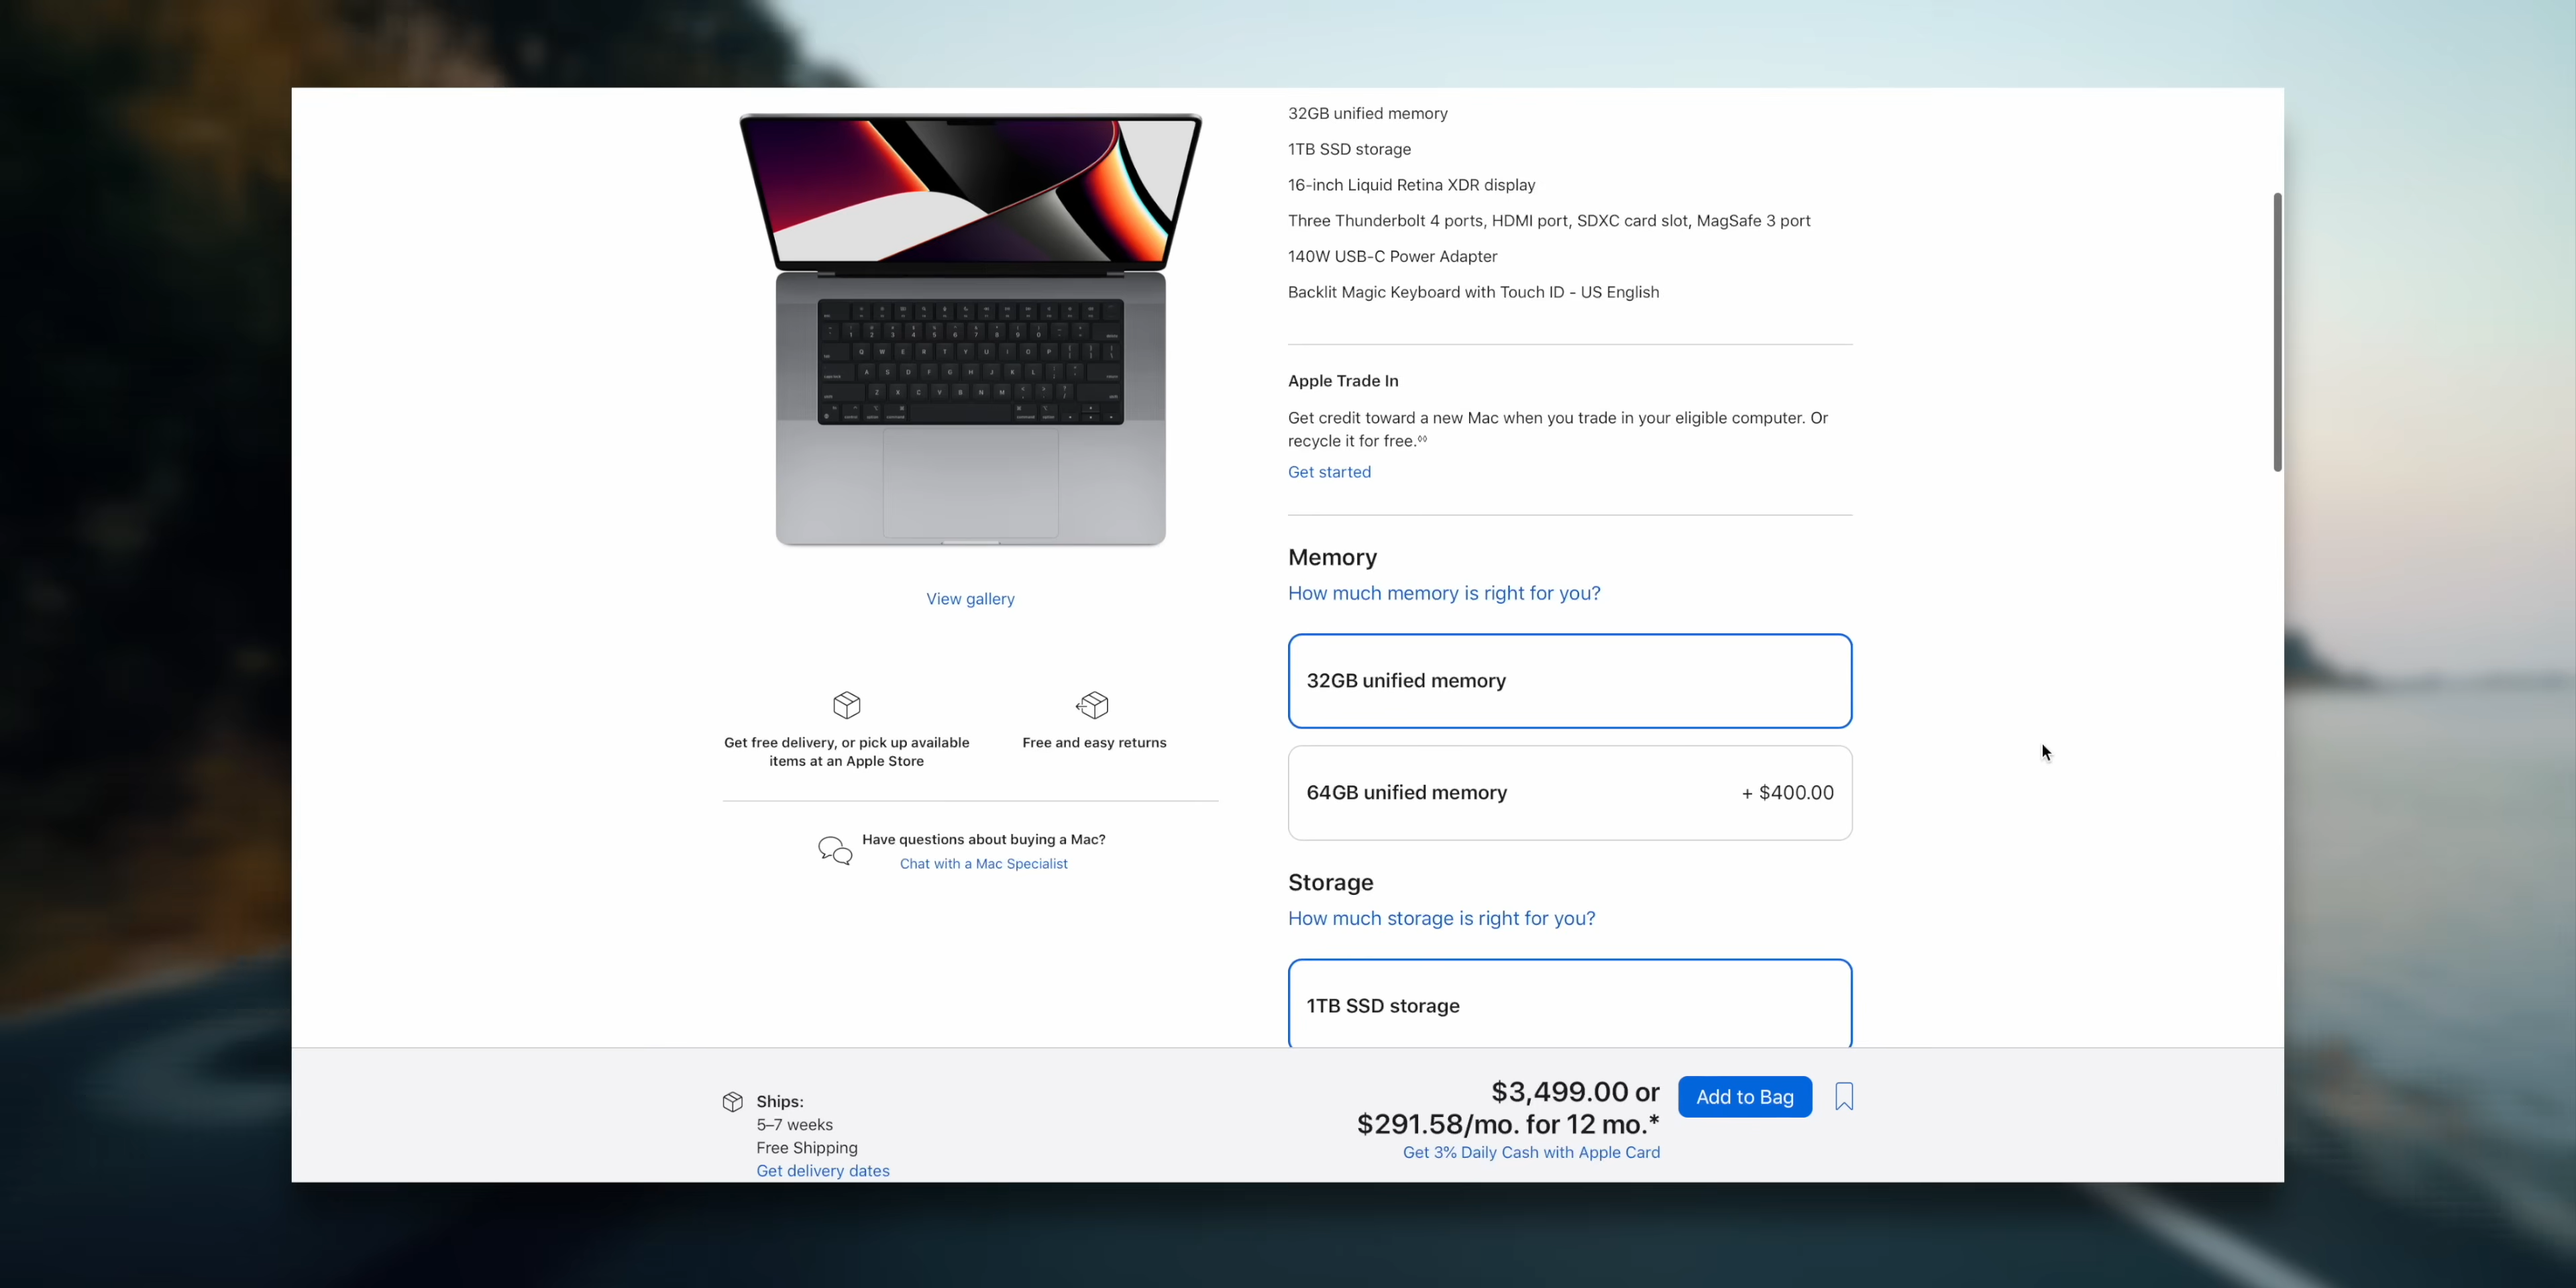 32GB unified memory
1TB SSD storage
16-inch Liquid Retina XDR display
Three Thunderbolt 4 ports, HDMI port, SDXC card slot, MagSafe 3 port
140W USB-C Power Adapter
Backlit Magic Keyboard with Touch ID - US English
Apple Trade In
Get credit toward a new Mac when you trade in your eligible computer. Or
recycle it for free.◊◊
Get started
View gallery
Get free delivery, or pick up available
items at an Apple Store
Free and easy returns
Have questions about buying a Mac?
Chat with a Mac Specialist
Memory
How much memory is right for you?
32GB unified memory
64GB unified memory + $400.00
Storage
How much storage is right for you?
1TB SSD storage
Ships:
5–7 weeks
Free Shipping
Get delivery dates
$3,499.00 or
$291.58/mo. for 12 mo.*
Get 3% Daily Cash with Apple Card
Add to Bag